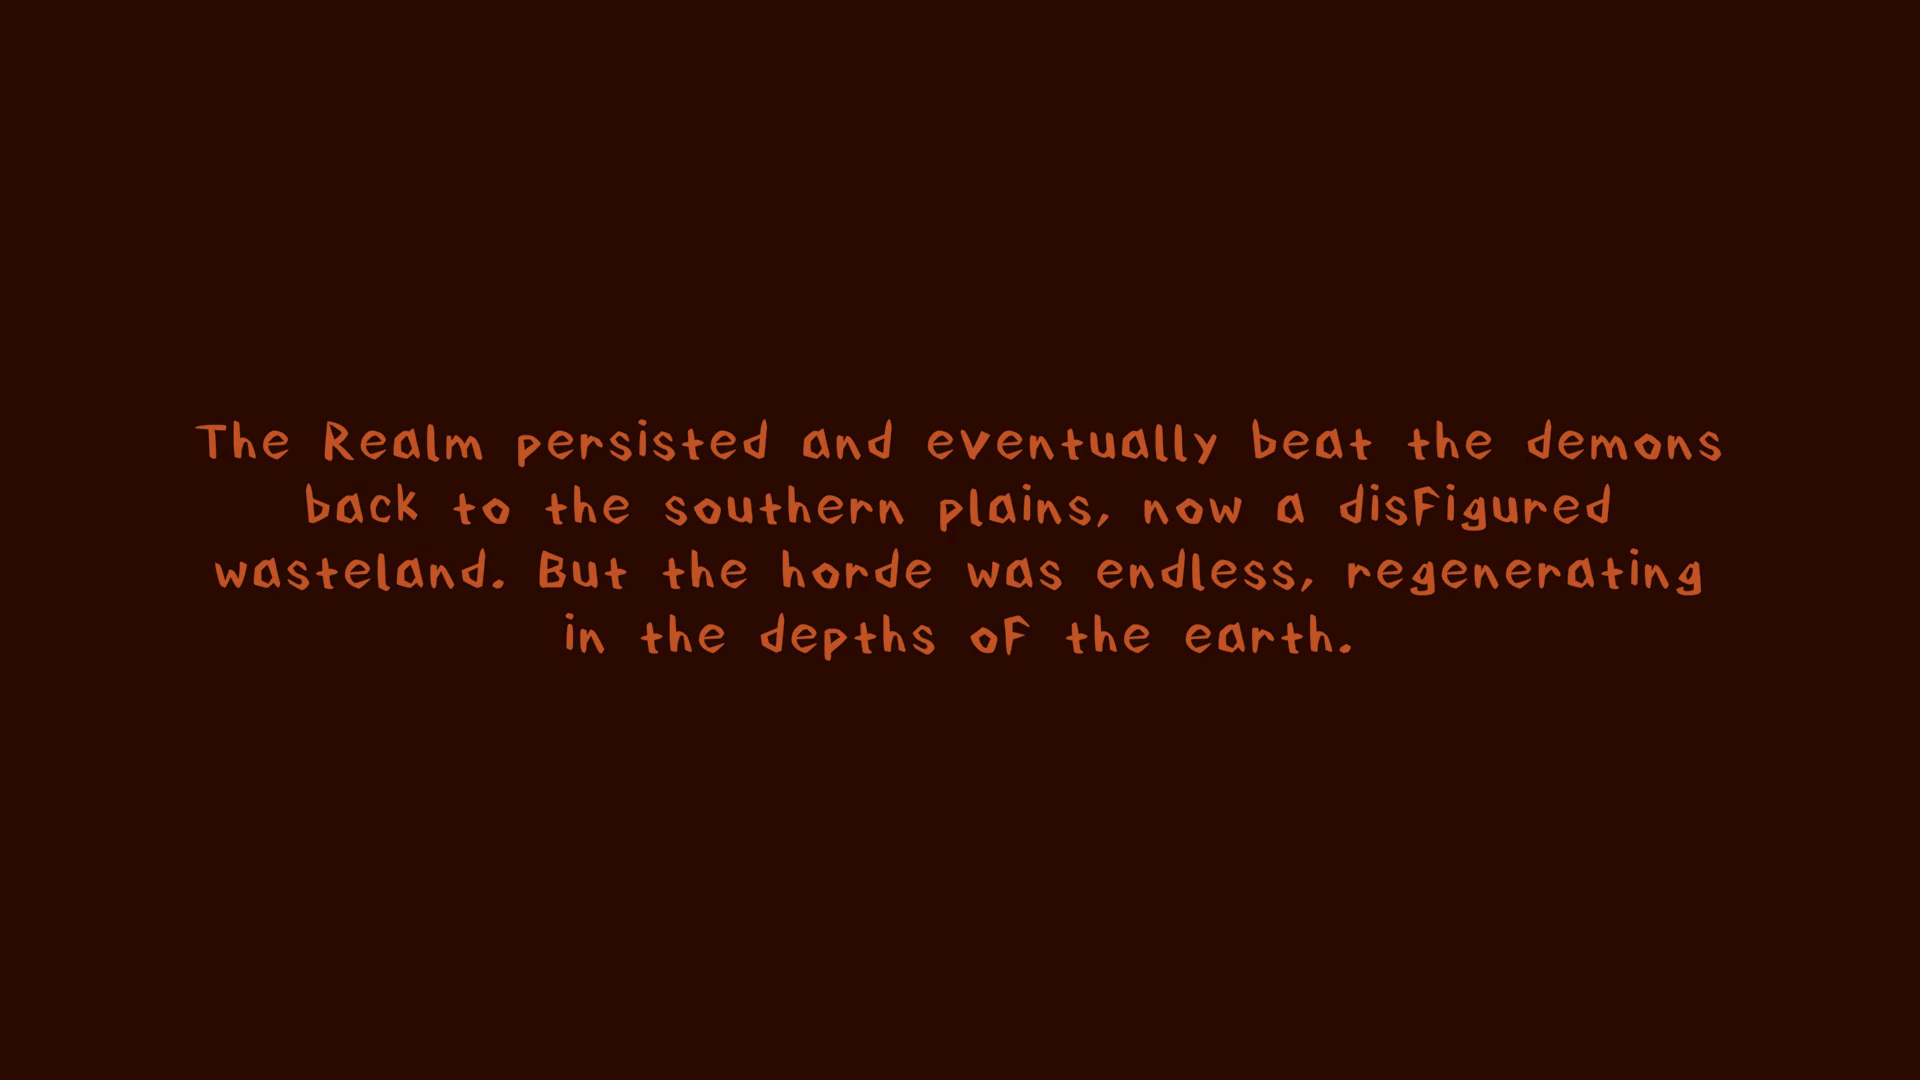 The Realm persisted and eventually beat the demons
back to the southern plains, now a disfigured
wasteland. But the horde was endless, regenerating
in the depths of the earth.